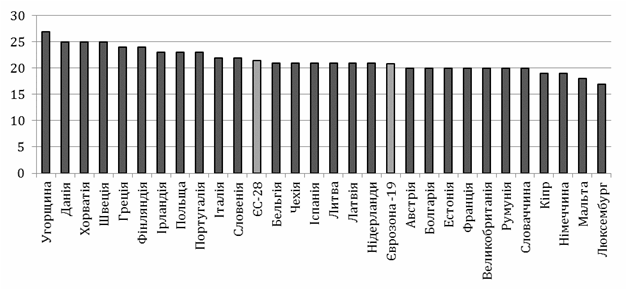 30
25
20
15
10
5
0
Угорщина
Данія
Хорватія
Швеція
Греція
Фінляндія
Ірландія
Польща
Португалія
Італія
Словенія
ЄС-28
Бельгія
Чехія
Іспанія
Литва
Латвія
Нідерланди
Єврозона -19
Австрія
Болгарія
Естонія
Франція
Великобританія
Румунія
Словаччина
Кіпр
Німеччина
Мальта
Люксембург